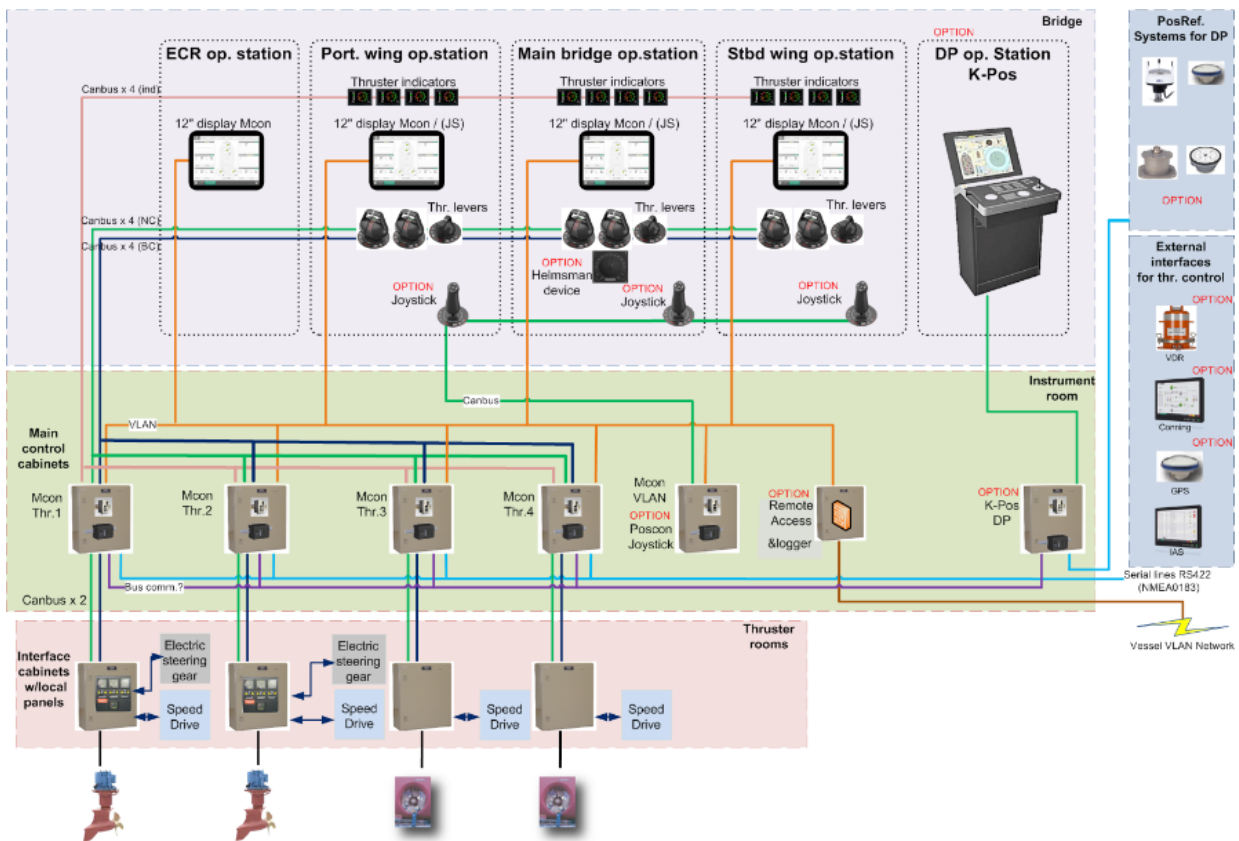 Bridge
OPTION
ECR op. station
Port. wing op.station
Main bridge op.station
Stbd wing op.station
DP op. Station
K-Pos
PosRef.
Systems for DP
OPTION
Canbus x 4 (ind)
Thruster indicators
Thruster indicators
Thruster indicators
12" display Mcon
12" display Mcon / (JS)
12" display Mcon / (JS)
12" display Mcon / (JS)
Canbus x 4 (NC)
Canbus x 4 (BC)
Thr. levers
Thr. levers
Thr. levers
OPTION
Helmsman
device
OPTION
Joystick
OPTION
Joystick
OPTION
Joystick
External
interfaces
for thr. control
OPTION
VDR
OPTION
Conning
OPTION
GPS
IAS
Instrument
room
Canbus
VLAN
Main
control
cabinets
Mcon
Thr.1
Mcon
Thr.2
Mcon
Thr.3
Mcon
Thr.4
Mcon
VLAN
OPTION
Poscon
Joystick
OPTION
Remote
Access
&logger
OPTION
K-Pos
DP
Bus comm.?
Canbus x 2
Serial lines RS422
(NMEA0183)
Vessel VLAN Network
Thruster
rooms
Interface
cabinets
w/local
panels
Electric
steering
gear
Speed
Drive
Electric
steering
gear
Speed
Drive
Speed
Drive
Speed
Drive